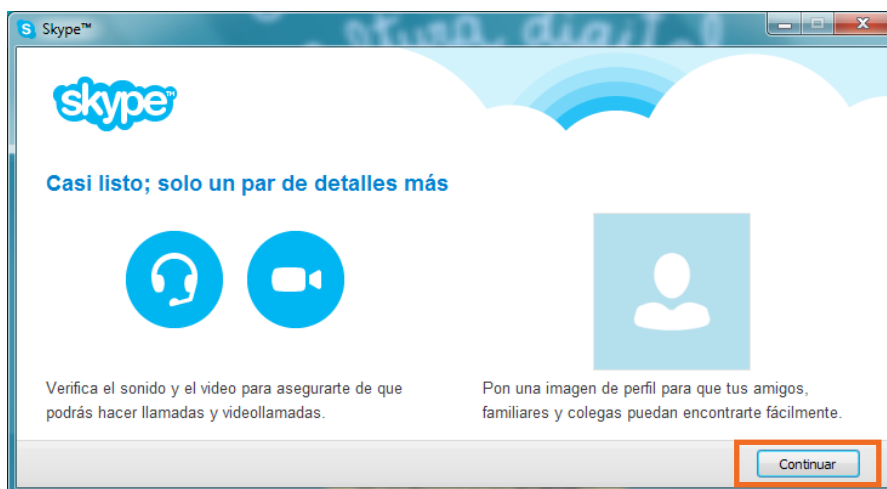 Skype™
skype™
Casi listo; solo un par de detalles más
Verifica el sonido y el video para asegurarte de que
podrás hacer llamadas y videollamadas.
Pon una imagen de perfil para que tus amigos,
familiares y colegas puedan encontrarte fácilmente.
Continuar